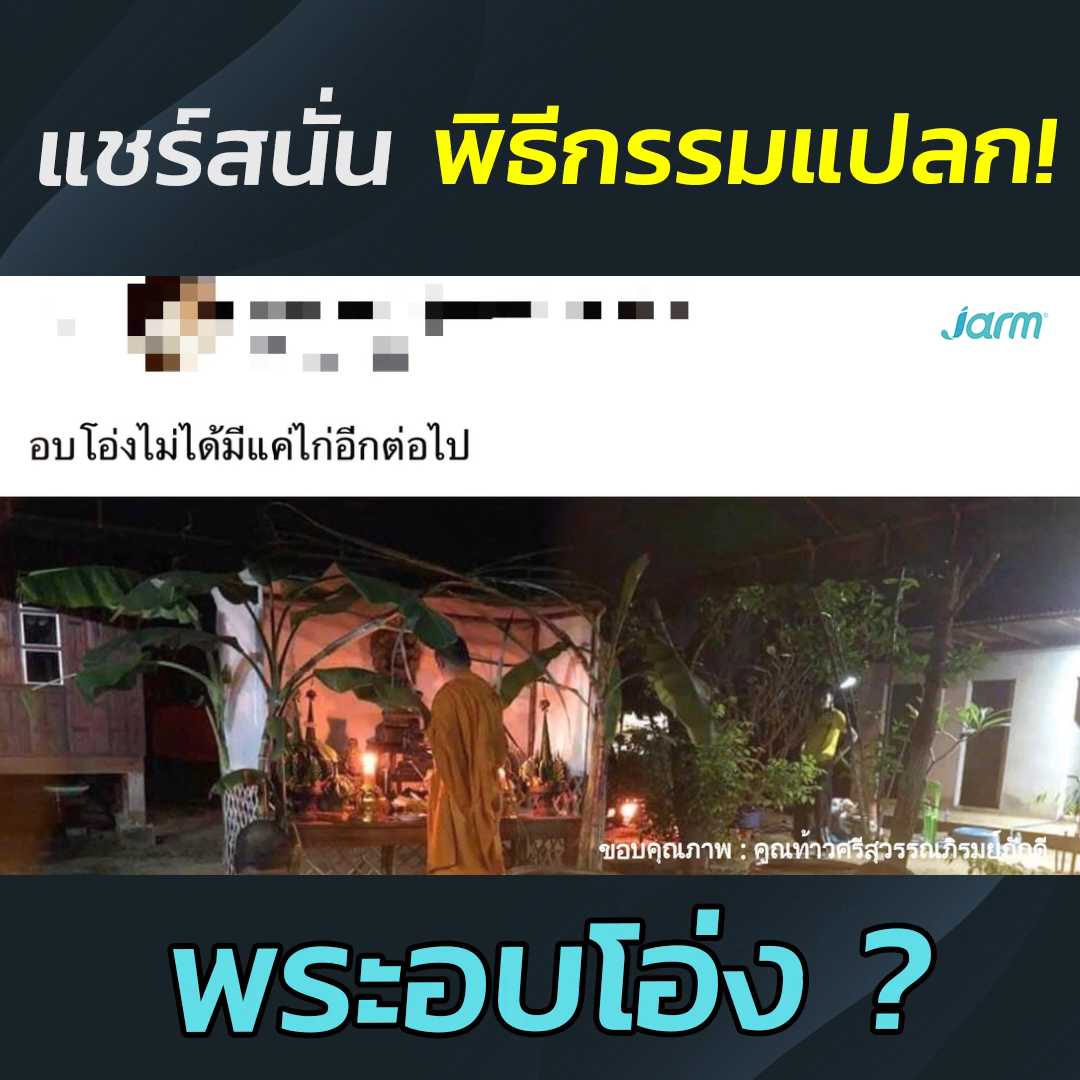 แชร์สนั่น พิธีกรรมแปลก!
jarm
อบโอ่งไม่ได้มีแค่ไก่อีกต่อไป
ขอบคุณภาพ : คูณท้าวศรีสุวรรณภิรมย์ภักดี
พระอบโอ่ง ?